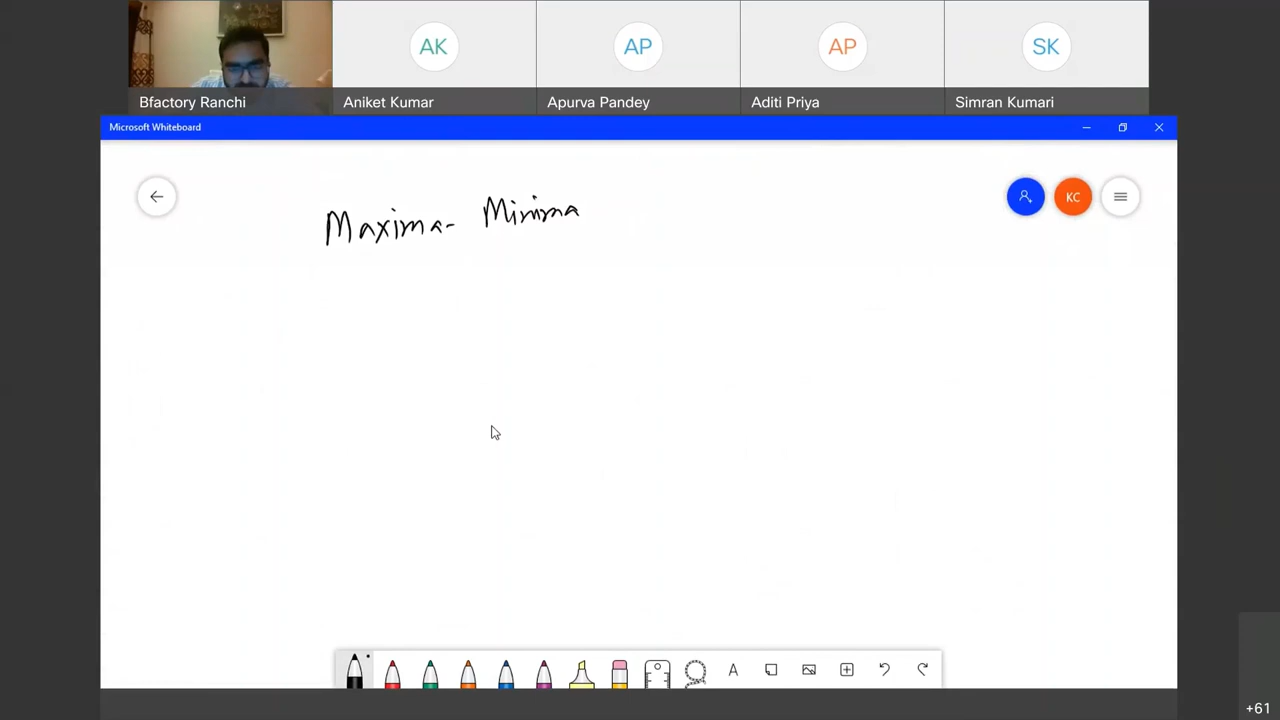 AK AP AP SK
Bfactory Ranchi Aniket Kumar Apurva Pandey Aditi Priya Simran Kumari
Microsoft Whiteboard
KC
Maxima- Minima
A
+61